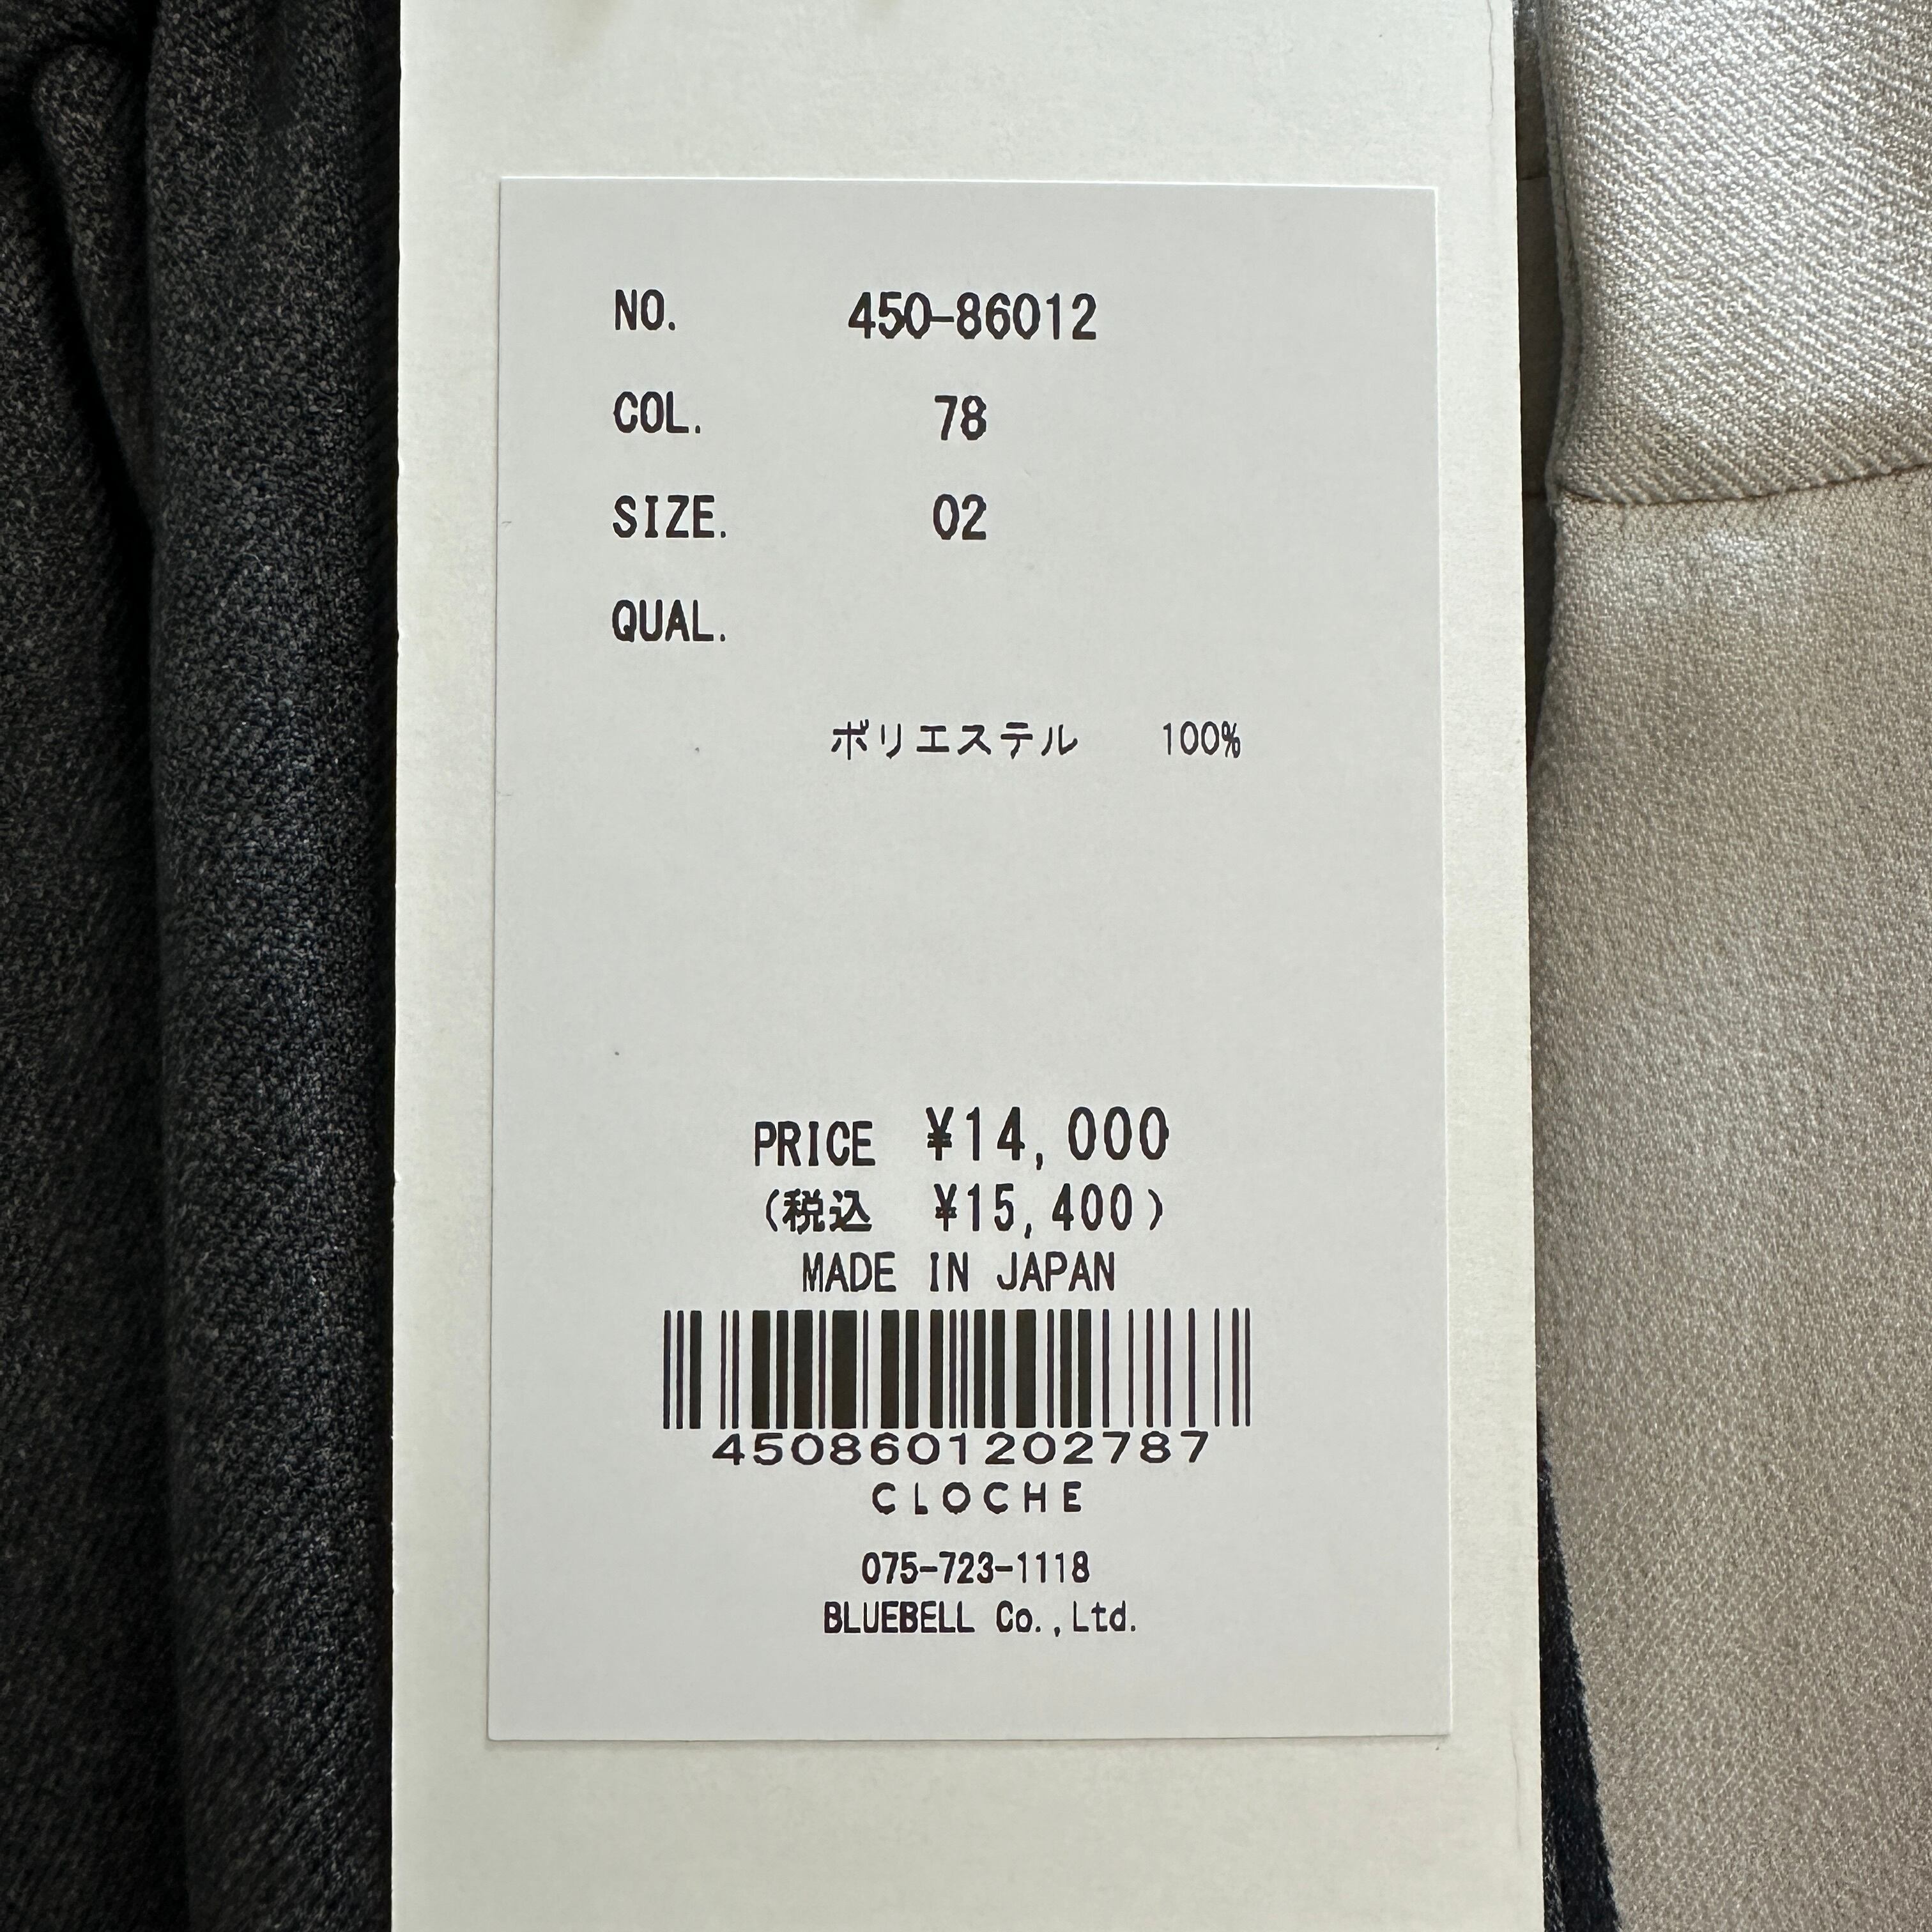 NO. 450-86012
COL. 78
SIZE. 02
QUAL.
ポリエステル 100%
PRICE ¥14,000
(税込 ¥15,400)
MADE IN JAPAN
4508601202787
CLOCHE
075-723-1118
BLUEBELL Co.,Ltd.